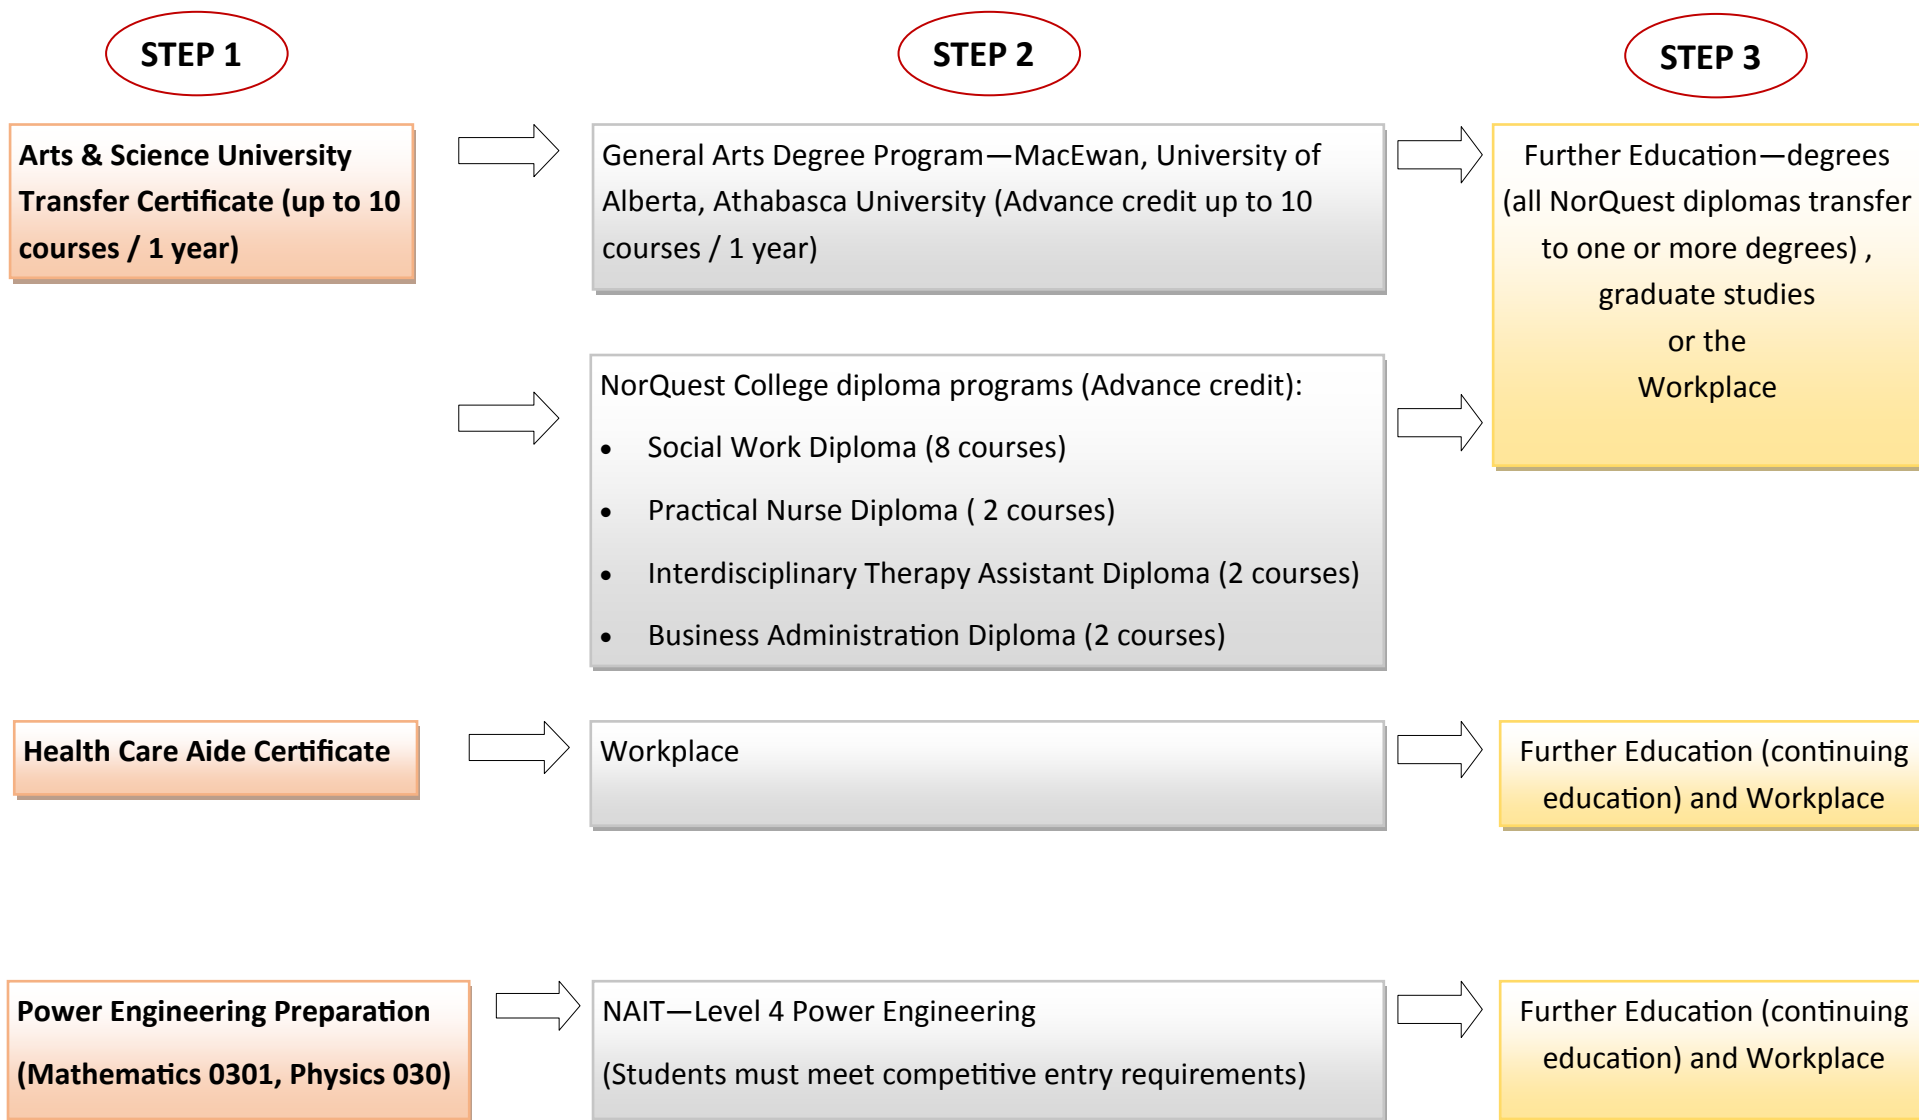 STEP 1
STEP 2
STEP 3
Arts & Science University
Transfer Certificate (up to 10
courses / 1 year)
General Arts Degree Program—MacEwan, University of
Alberta, Athabasca University (Advance credit up to 10
courses / 1 year)
Further Education—degrees
(all NorQuest diplomas transfer
to one or more degrees) ,
graduate studies
or the
Workplace
NorQuest College diploma programs (Advance credit):
• Social Work Diploma (8 courses)
• Practical Nurse Diploma ( 2 courses)
• Interdisciplinary Therapy Assistant Diploma (2 courses)
• Business Administration Diploma (2 courses)
Health Care Aide Certificate
Workplace
Further Education (continuing
education) and Workplace
Power Engineering Preparation
(Mathematics 0301, Physics 030)
NAIT—Level 4 Power Engineering
(Students must meet competitive entry requirements)
Further Education (continuing
education) and Workplace